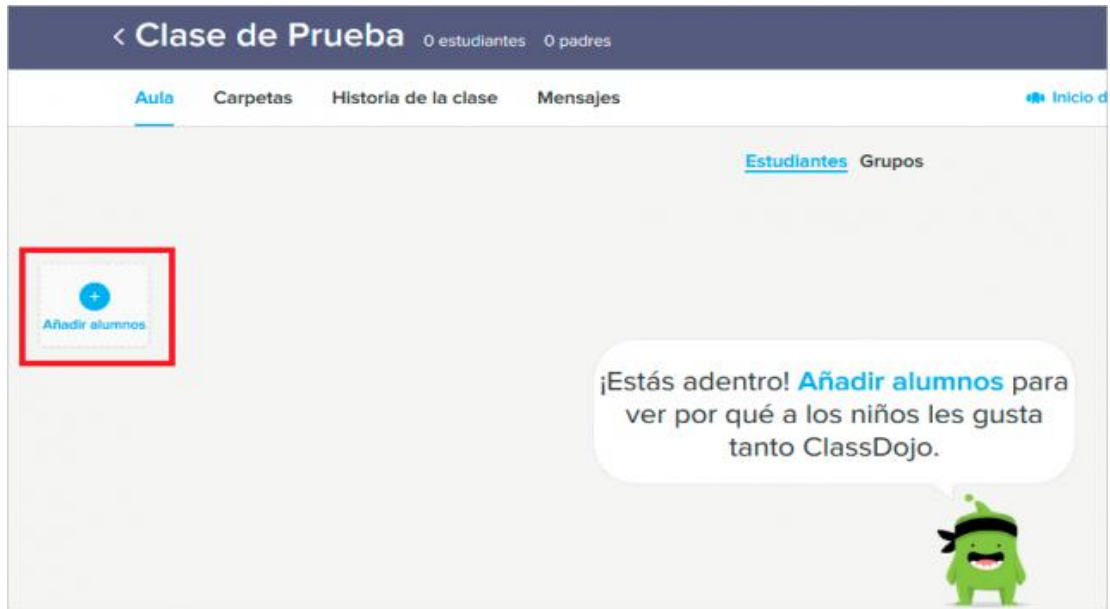 < Clase de Prueba 0 estudiantes 0 padres
Aula Carpetas Historia de la clase Mensajes Inicio d
Estudiantes Grupos
+
Añadir alumnos
¡Estás adentro! Añadir alumnos para
ver por qué a los niños les gusta
tanto ClassDojo.